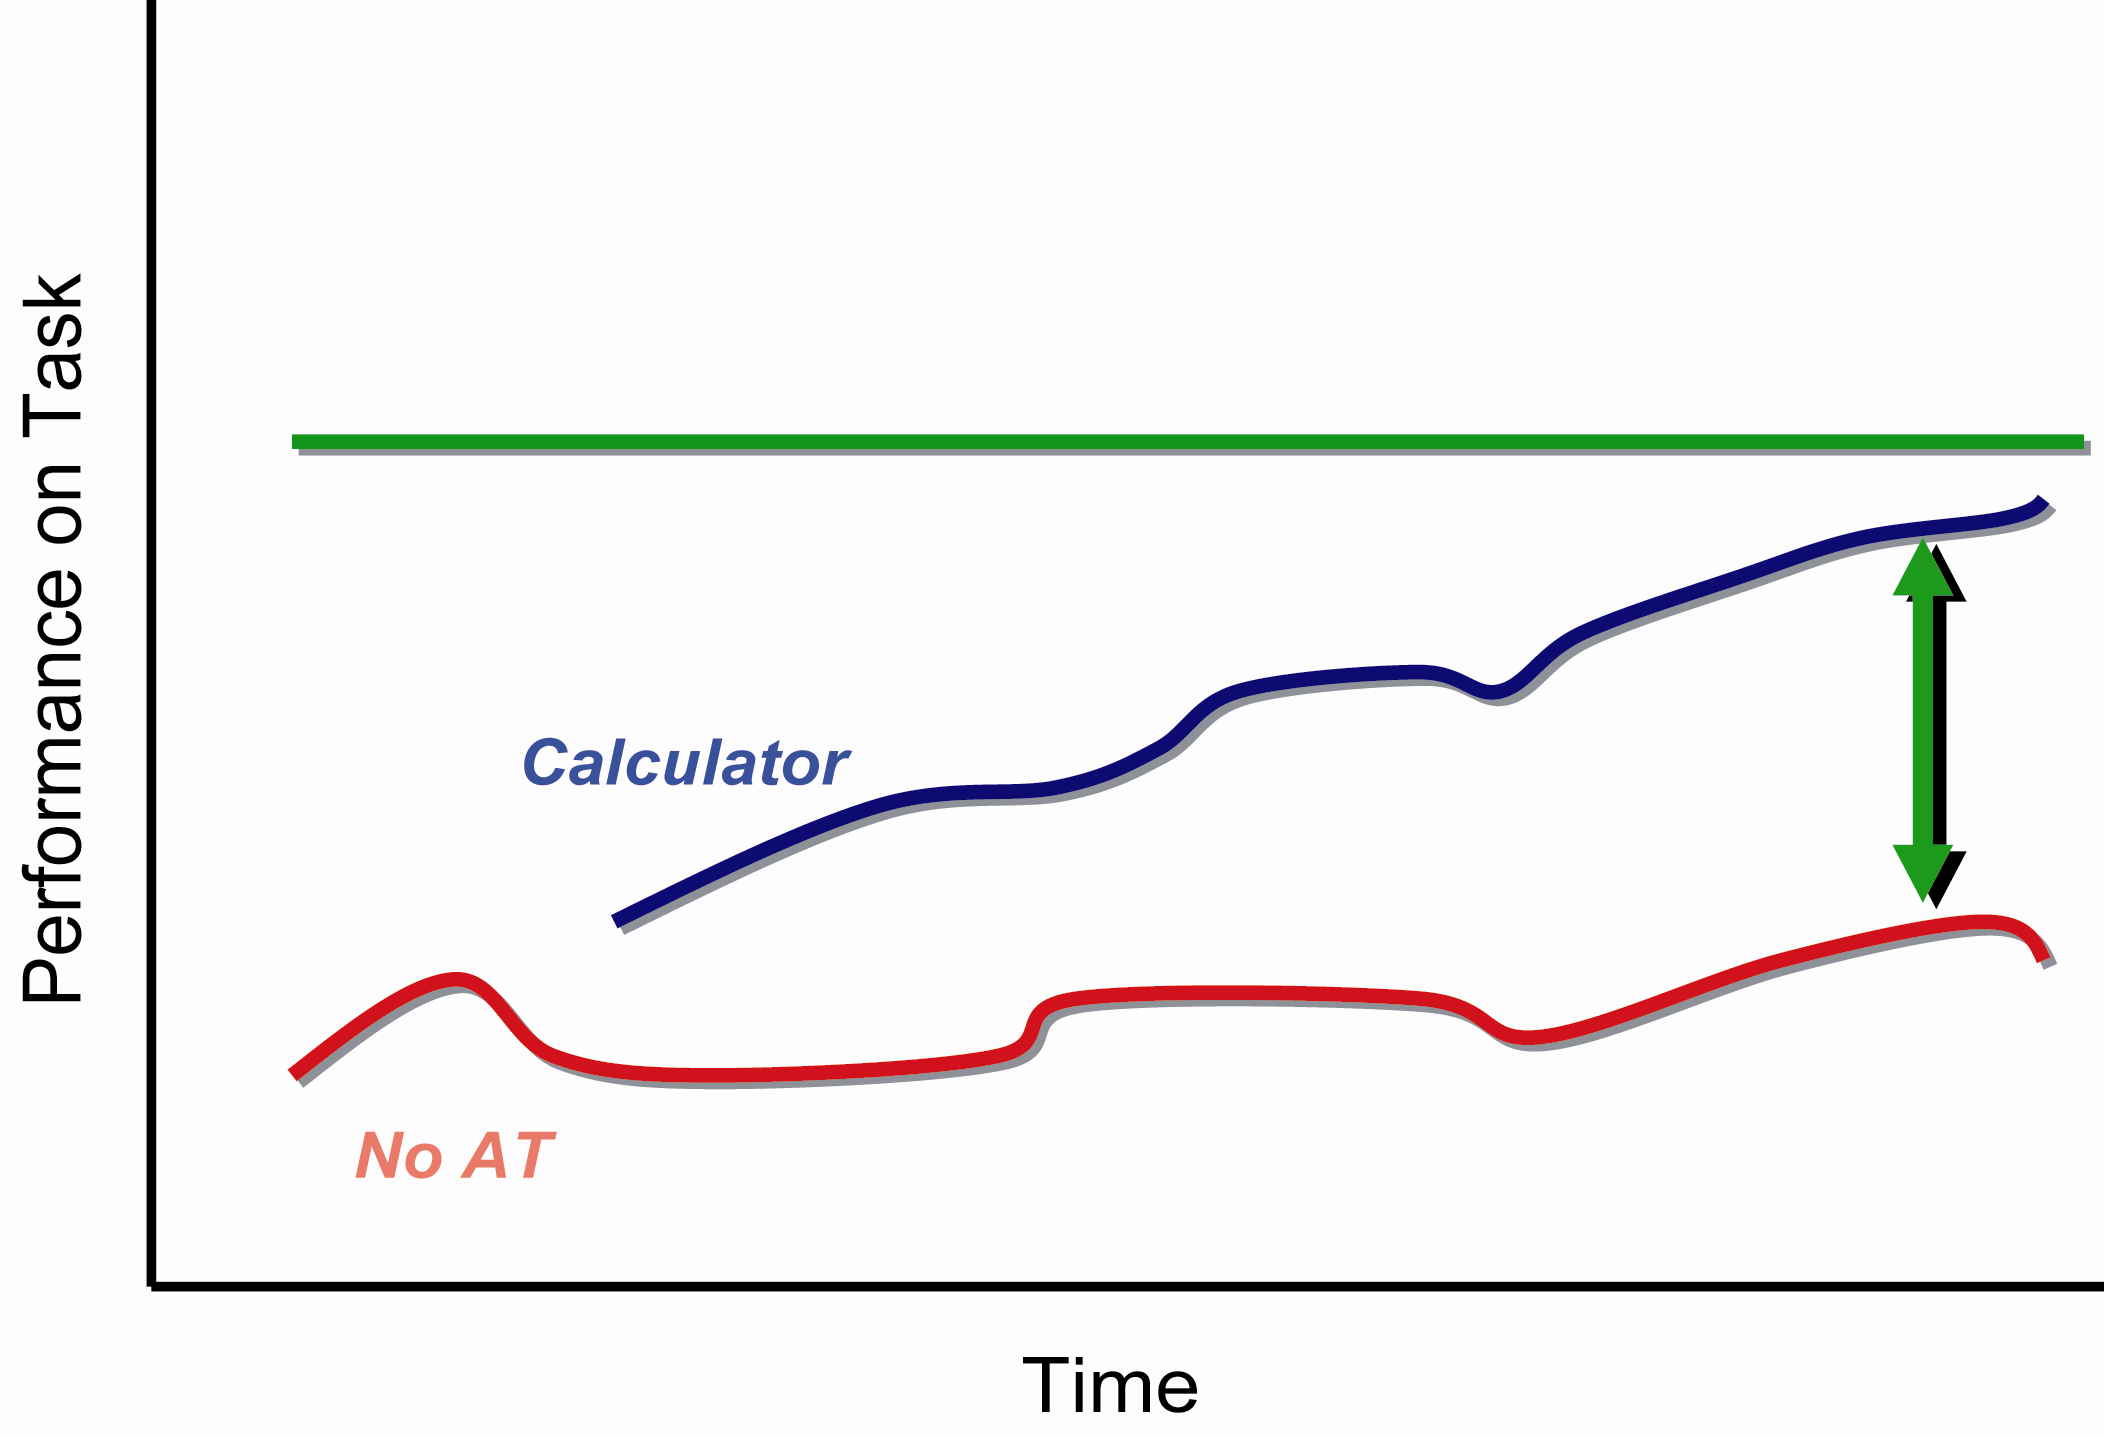 Performance on Task
Calculator
No AT
Time